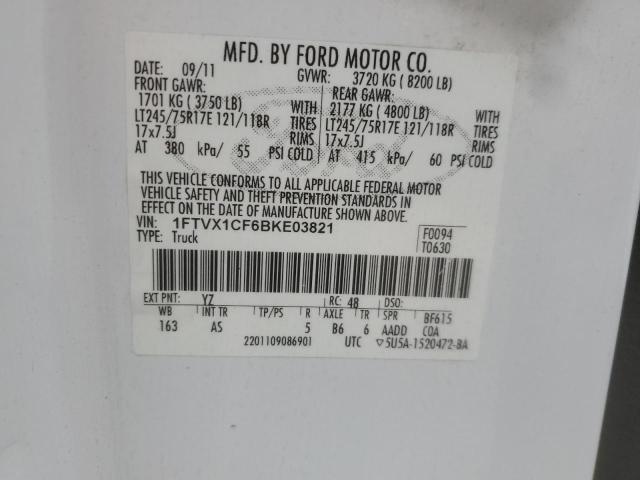 MFD. BY FORD MOTOR CO.
DATE: 09/11 GVWR: 3720 KG ( 8200 LB)
FRONT GAWR: REAR GAWR:
1701 KG ( 3750 LB) 2177 KG ( 4800 LB) WITH
LT245/75R17E 121/118R TIRES LT245/75R17E 121/118R TIRES
17x7.5J RIMS 17x7.5J RIMS
AT 380 kPa/ 55 PSI COLD AT 415 kPa/ 60 PSI COLD
THIS VEHICLE CONFORMS TO ALL APPLICABLE FEDERAL MOTOR
VEHICLE SAFETY AND THEFT PREVENTION STANDARDS IN
EFFECT ON THE DATE OF MANUFACTURE SHOWN ABOVE.
VIN: 1FTVX1CF6BKE03821 F0094
TYPE: Truck T0630
EXT PNT: YZ RC: 48 DSO:
WB INT TR TP/PS R AXLE TR SPR BF615
163 AS 5 B6 6 AADD COA
2201109086901 UTC ▽5U5A-1520472-BA